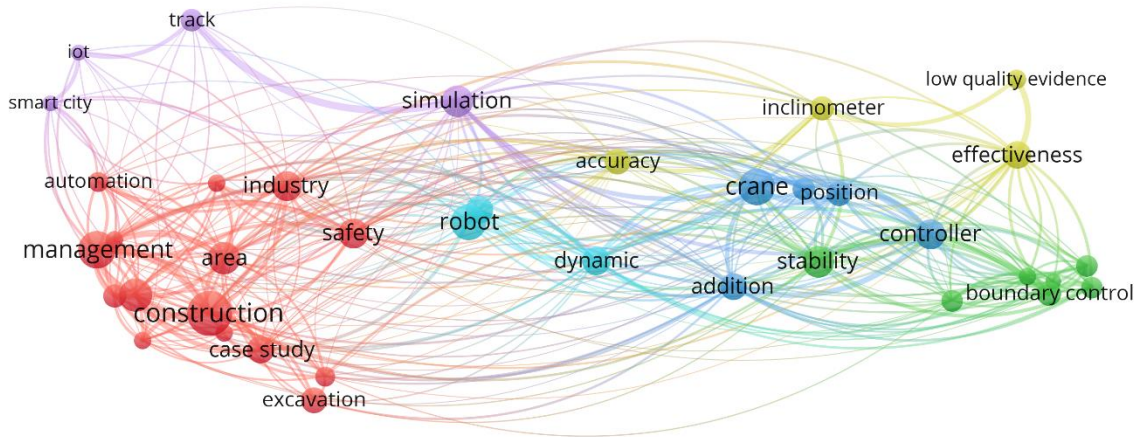 track
iot
smart city
simulation
low quality evidence
inclinometer
accuracy
effectiveness
automation
industry
crane
position
robot
safety
management
area
controller
dynamic
stability
addition
boundary control
construction
case study
excavation